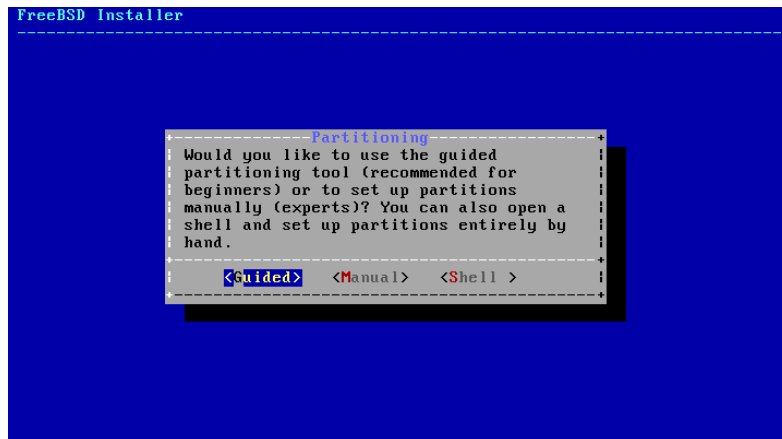 FreeBSD Installer
Partitioning
Would you like to use the guided
partitioning tool (recommended for
beginners) or to set up partitions
manually (experts)? You can also open a
shell and set up partitions entirely by
hand.
<Guided> <Manual> <Shell >